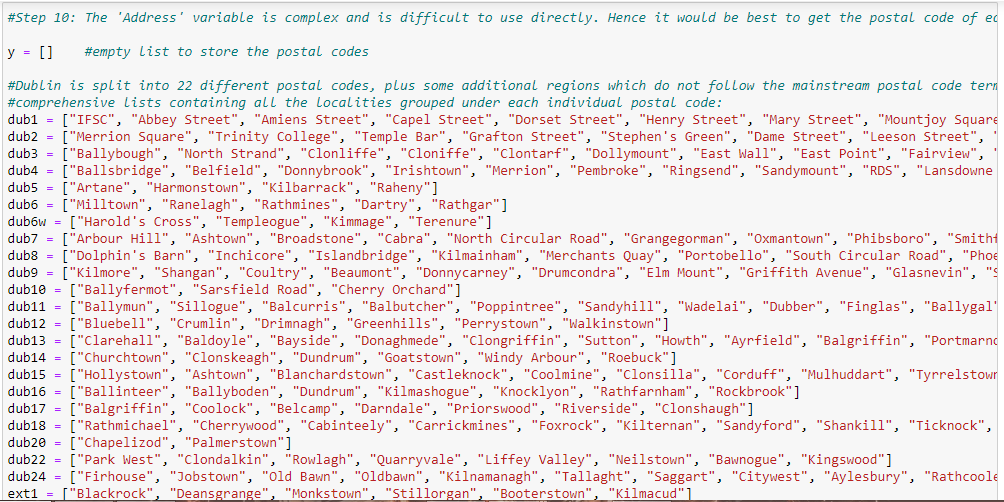 #Step 10: The 'Address' variable is complex and is difficult to use directly. Hence it would be best to get the postal code of
y = []    #empty list to store the postal codes
#Dublin is split into 22 different postal codes, plus some additional regions which do not follow the mainstream postal code
#comprehensive lists containing all the localities grouped under each individual postal code:
dub1 = ["IFSC", "Abbey Street", "Amiens Street", "Capel Street", "Dorset Street", "Henry Street", "Mary Street", "Mountjoy Square
dub2 = ["Merrion Square", "Trinity College", "Temple Bar", "Grafton Street", "Stephen's Green", "Dame Street", "Leeson Street", "
dub3 = ["Ballybough", "North Strand", "Clonliffe", "Cloniffe", "Clontarf", "Dollymount", "East Wall", "East Point", "Fairview", "
dub4 = ["Ballsbridge", "Belfield", "Donnybrook", "Irishtown", "Merrion", "Pembroke", "Ringsend", "Sandymount", "RDS", "Lansdowne
dub5 = ["Artane", "Harmonstown", "Kilbarrack", "Raheny"]
dub6 = ["Milltown", "Ranelagh", "Rathmines", "Dartry", "Rathgar"]
dub6w = ["Harold's Cross", "Templeogue", "Kimmage", "Terenure"]
dub7 = ["Arbour Hill", "Ashtown", "Broadstone", "Cabra", "North Circular Road", "Grangegorman", "Oxmantown", "Phibsboro", "Smithf
dub8 = ["Dolphin's Barn", "Inchicore", "Islandbridge", "Kilmainham", "Merchants Quay", "Portobello", "South Circular Road", "Phoe
dub9 = ["Kilmore", "Shangan", "Coultry", "Beaumont", "Donnycarney", "Drumcondra", "Elm Mount", "Griffith Avenue", "Glasnevin", "S
dub10 = ["Ballyfermot", "Sarsfield Road", "Cherry Orchard"]
dub11 = ["Ballymun", "Sillogue", "Balcurris", "Balbutcher", "Poppintree", "Sandyhill", "Wadelai", "Dubber", "Finglas", "Ballygal
dub12 = ["Bluebell", "Crumlin", "Drimnagh", "Greenhills", "Perrystown", "Walkinstown"]
dub13 = ["Clarehall", "Baldoyle", "Bayside", "Donaghmede", "Clongriffin", "Sutton", "Howth", "Ayrfield", "Balgriffin", "Portmarno
dub14 = ["Churchtown", "Clonskeagh", "Dundrum", "Goatstown", "Windy Arbour", "Roebuck"]
dub15 = ["Hollystown", "Ashtown", "Blanchardstown", "Castleknock", "Coolmine", "Clonsilla", "Corduff", "Mulhuddart", "Tyrrelstown
dub16 = ["Ballinteer", "Ballyboden", "Dundrum", "Kilmashogue", "Knocklyon", "Rathfarnham", "Rockbrook"]
dub17 = ["Balgriffin", "Coolock", "Belcamp", "Darndale", "Priorswood", "Riverside", "Clonshaugh"]
dub18 = ["Rathmichael", "Cherrywood", "Cabinteely", "Carrickmines", "Foxrock", "Kilternan", "Sandyford", "Shankill", "Ticknock",
dub20 = ["Chapelizod", "Palmerstown"]
dub22 = ["Park West", "Clondalkin", "Rowlagh", "Quarryvale", "Liffey Valley", "Neilstown", "Bawnogue", "Kingswood"]
dub24 = ["Firhouse", "Jobstown", "Old Bawn", "Oldbawn", "Kilnamanagh", "Tallaght", "Saggart", "Citywest", "Aylesbury", "Rathcoole
ext1 = ["Blackrock", "Deansgrange", "Monkstown", "Stillorgan", "Booterstown", "Kilmacud"]